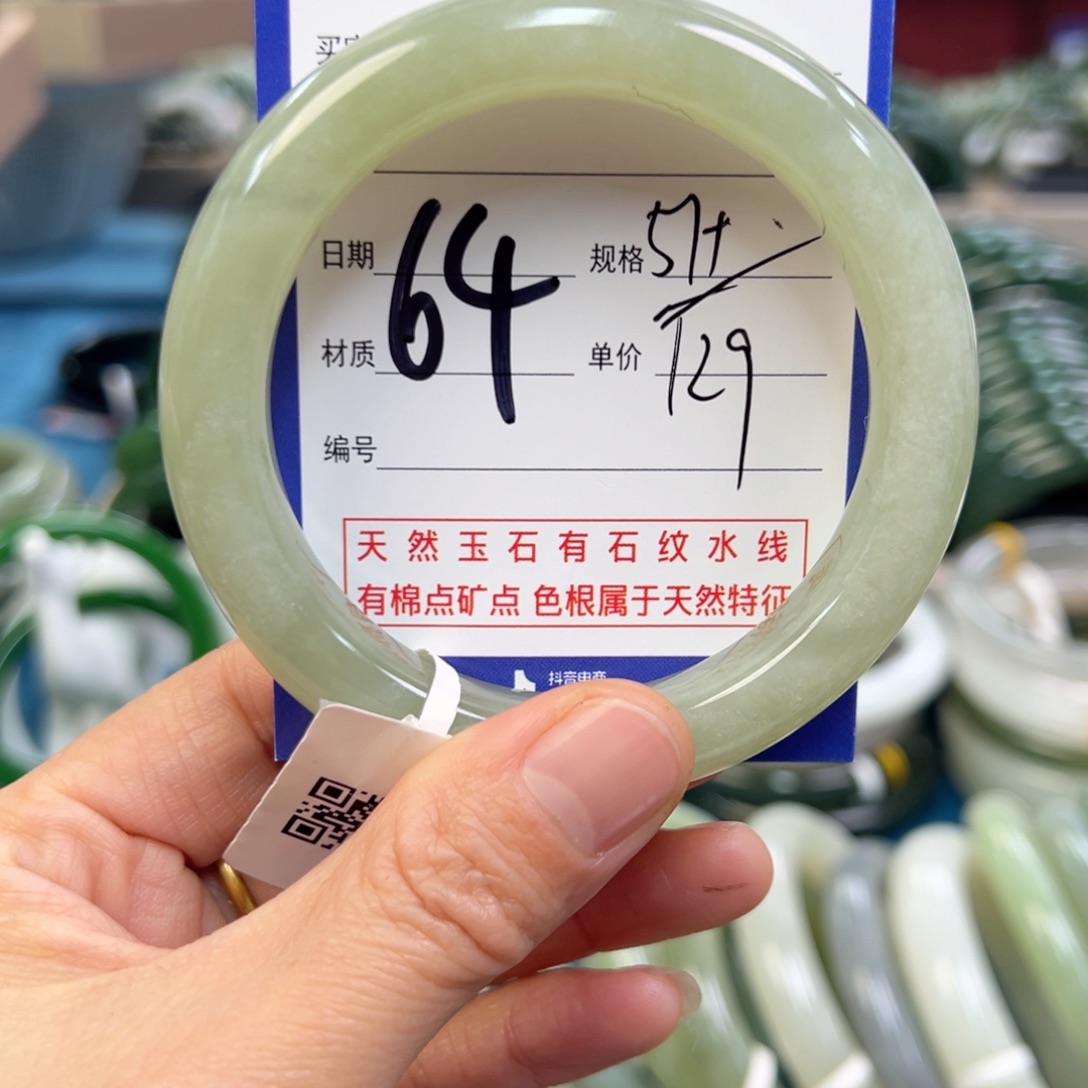 买家
日期 64 规格 57+
材质 单价 129
编号
天然玉石有石纹水线
有棉点矿点 色根属于天然特征
抖音电商